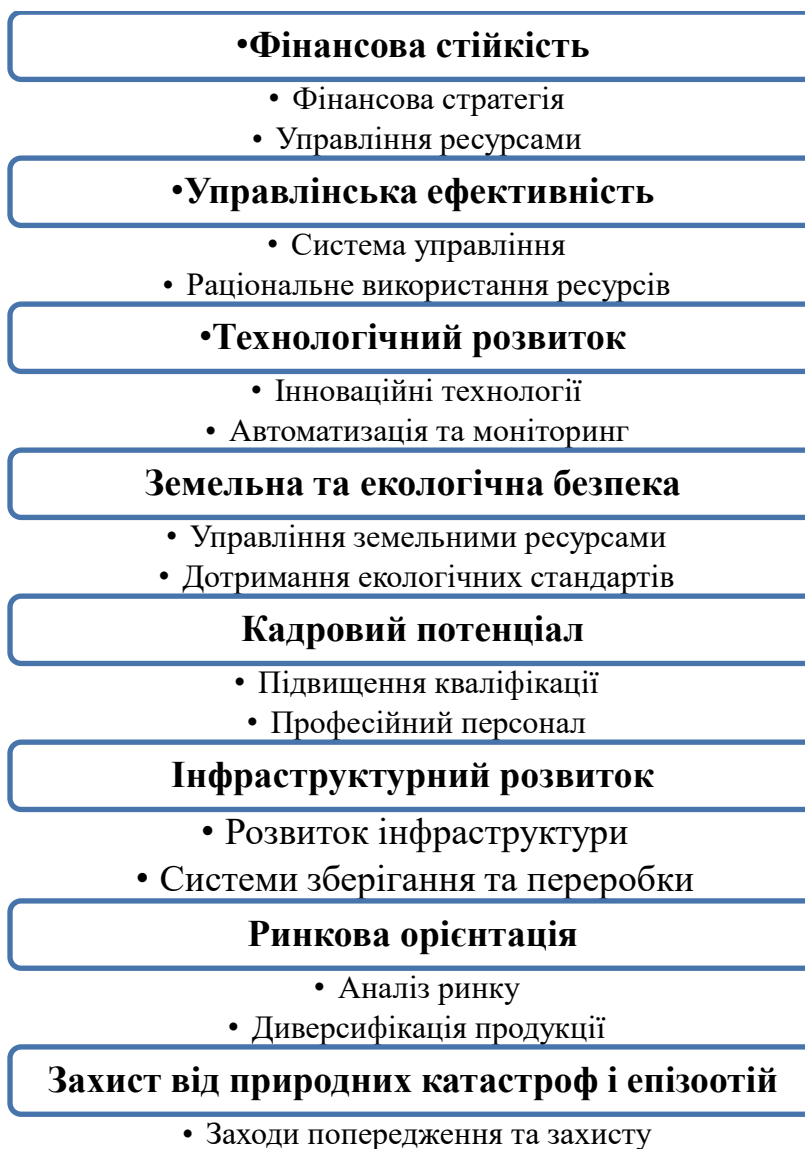 •Фінансова стійкість
• Фінансова стратегія
• Управління ресурсами
•Управлінська ефективність
• Система управління
• Раціональне використання ресурсів
•Технологічний розвиток
• Інноваційні технології
• Автоматизація та моніторинг
Земельна та екологічна безпека
• Управління земельними ресурсами
• Дотримання екологічних стандартів
Кадровий потенціал
• Підвищення кваліфікації
• Професійний персонал
Інфраструктурний розвиток
• Розвиток інфраструктури
• Системи зберігання та переробки
Ринкова орієнтація
• Аналіз ринку
• Диверсифікація продукції
Захист від природних катастроф і епізоотій
• Заходи попередження та захисту